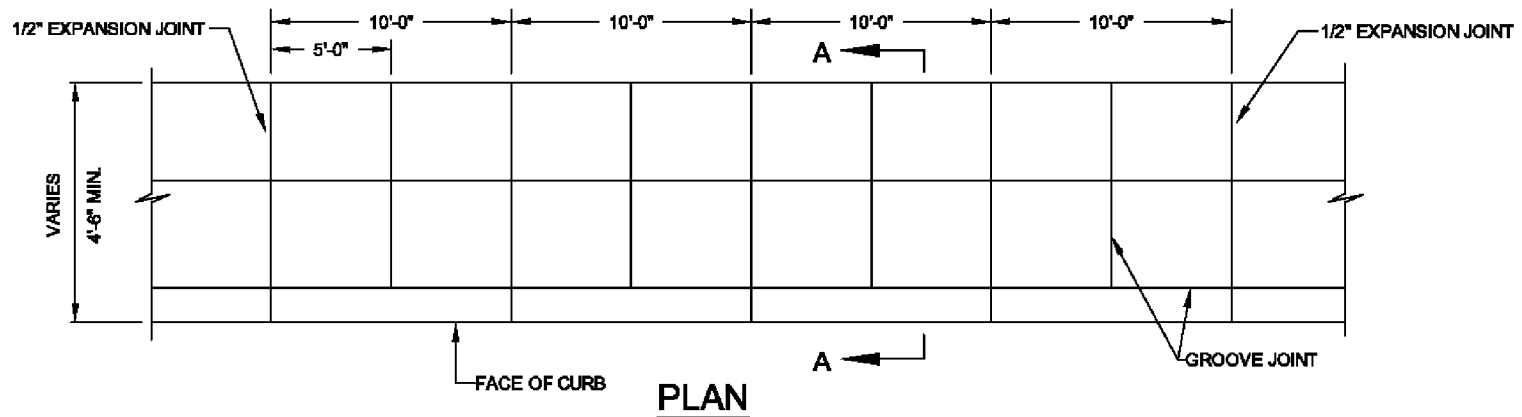 10'-0" 10'-0" 10'-0" 10'-0"
1/2" EXPANSION JOINT
1/2" EXPANSION JOINT
5'-0"
A
VARIES
4'-6" MIN.
A
GROOVE JOINT
FACE OF CURB
PLAN